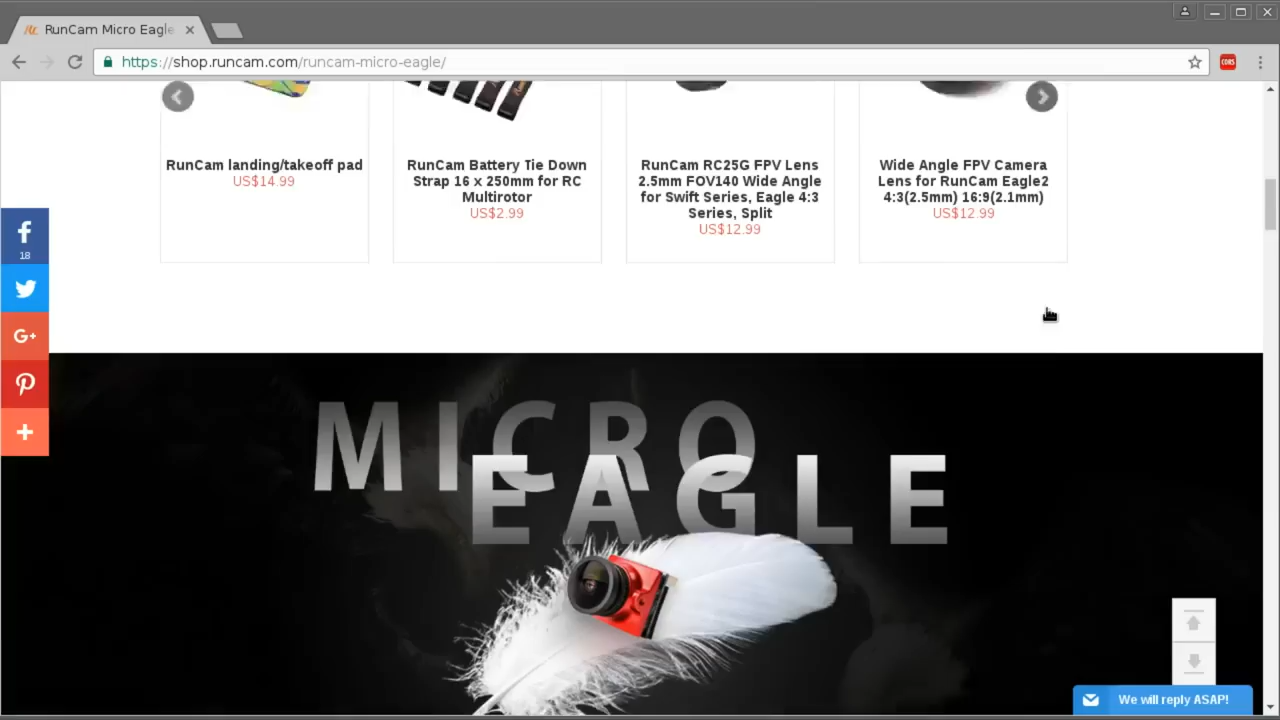 RunCam Micro Eagle
https://shop.runcam.com/runcam-micro-eagle/
CORS
RunCam landing/takeoff pad
US$14.99
RunCam Battery Tie Down
Strap 16 x 250mm for RC
Multirotor
US$2.99
RunCam RC25G FPV Lens
2.5mm FOV140 Wide Angle
for Swift Series, Eagle 4:3
Series, Split
US$12.99
Wide Angle FPV Camera
Lens for RunCam Eagle2
4:3(2.5mm) 16:9(2.1mm)
US$12.99
18
G+
MICRO
EAGLE
We will reply ASAP!